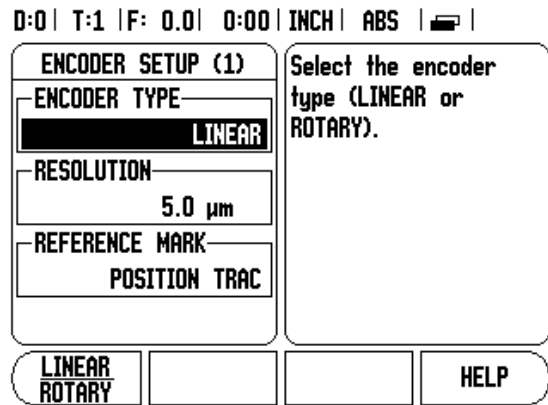 D:0| T:1 |F: 0.0| 0:00|INCH| ABS | |
ENCODER SETUP (1)
ENCODER TYPE
LINEAR
RESOLUTION
5.0 µm
REFERENCE MARK
POSITION TRAC
Select the encoder
type (LINEAR or
ROTARY).
LINEAR
ROTARY
HELP